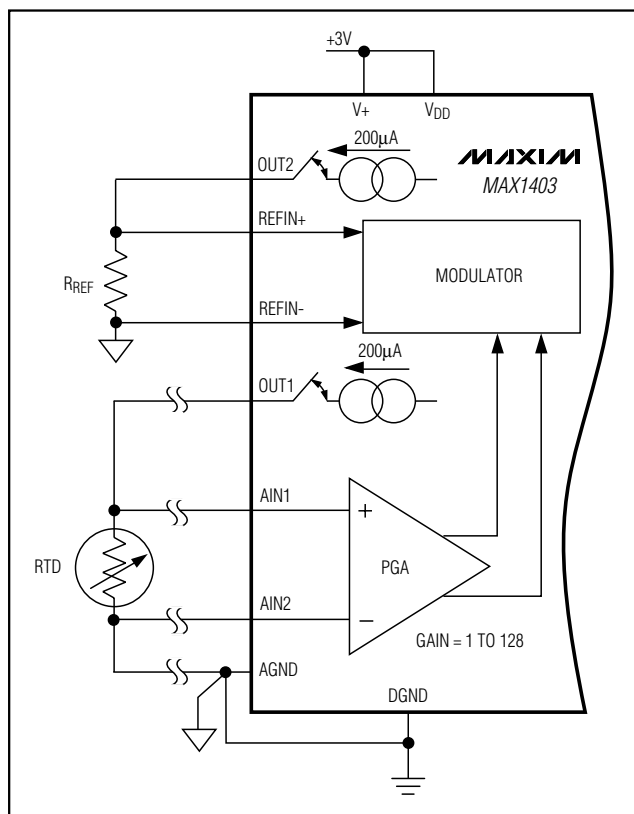 +3V
V+
VDD
200µA
MAXIM
MAX1403
OUT2
REFIN+
MODULATOR
RREF
REFIN-
200µA
OUT1
AIN1
+
RTD
PGA
AIN2
−
GAIN = 1 TO 128
AGND
DGND